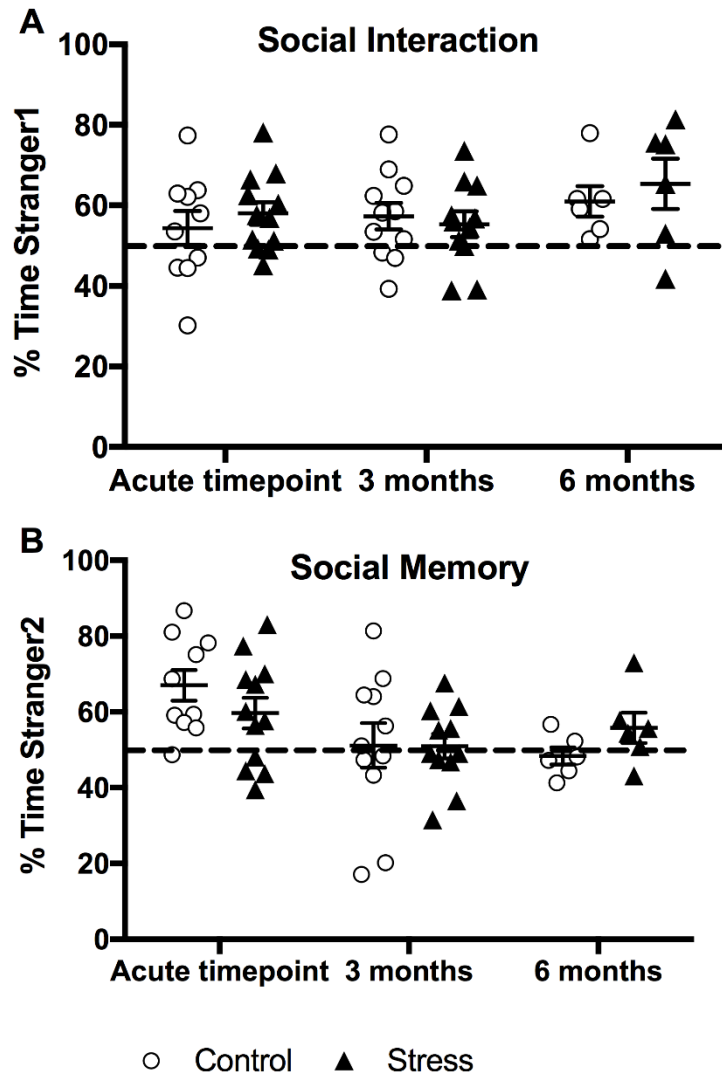 A
Social Interaction
% Time Stranger1
100
80
60
40
20
0
Acute timepoint 3 months 6 months
B
Social Memory
% Time Stranger2
100
80
60
40
20
0
Acute timepoint 3 months 6 months
Control Stress